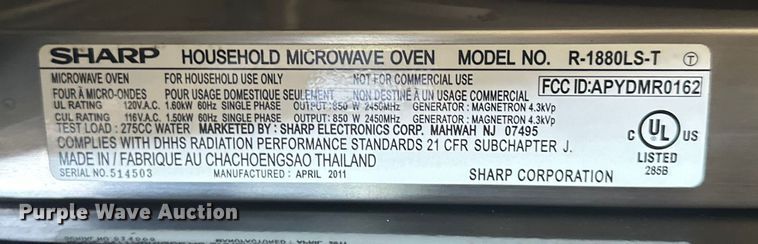 SHARP HOUSEHOLD MICROWAVE OVEN MODEL NO. R-1880LS-T T
MICROWAVE OVEN FOR HOUSEHOLD USE ONLY NOT FOR COMMERCIAL USE
FOUR À MICRO-ONDES POUR USAGE DOMESTIQUE SEULEMENT NON DESTINÉ A UN USAGE COMMERCIAL
FCC ID:APYDMR0162
UL RATING 120V.A.C. 1.60kW 60Hz SINGLE PHASE OUTPUT:850 W 2450MHz GENERATOR : MAGNETRON 4.3kVp
CUL RATING 116V.A.C. 1.50kW 60Hz SINGLE PHASE OUTPUT:850 W 2450MHz GENERATOR : MAGNETRON 4.3kVp
TEST LOAD : 275CC WATER MARKETED BY : SHARP ELECTRONICS CORP. MAHWAH NJ 07495
COMPLIES WITH DHHS RADIATION PERFORMANCE STANDARDS 21 CFR SUBCHAPTER J.
MADE IN / FABRIQUE AU CHACHOENGSAO THAILAND
SERIAL NO. 514503 MANUFACTURED : APRIL 2011 SHARP CORPORATION
C UL US
LISTED
285B
Purple Wave Auction